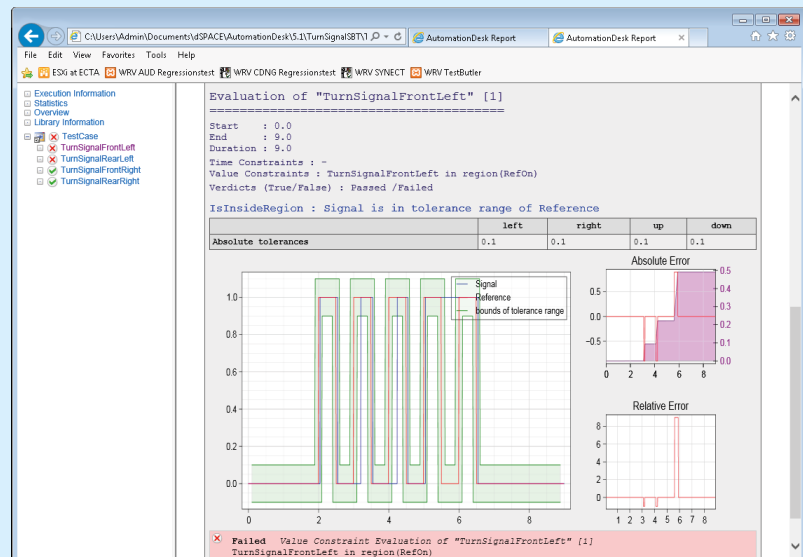 C:\Users\Admin\Documents\dSPACE\AutomationDesk\5.1\TurnSignalSBT\T
AutomationDesk Report
AutomationDesk Report
File Edit View Favorites Tools Help
ESXi at ECTA WRV AUD Regressionstest WRV CDNG Regressionstest WRV SYNECT WRV TestButler
Execution Information
Statistics
Overview
Library Information
TestCase
TurnSignalFrontLeft
TurnSignalRearLeft
TurnSignalFrontRight
TurnSignalRearRight
Evaluation of "TurnSignalFrontLeft" [1]
=========================================
Start : 0.0
End : 9.0
Duration : 9.0
Time Constraints : -
Value Constraints : TurnSignalFrontLeft in region(RefOn)
Verdicts (True/False) : Passed /Failed
IsInsideRegion : Signal is in tolerance range of Reference
left right up down
Absolute tolerances 0.1 0.1 0.1 0.1
Signal
Reference
bounds of tolerance range
1.0
0.8
0.6
0.4
0.2
0.0
0 2 4 6 8
Absolute Error
0.5
0.0
−0.5
0.5
0.4
0.3
0.2
0.1
0.0
0 2 4 6 8
Relative Error
8
6
4
2
0
1 2 3 4 5 6 7 8
Failed Value Constraint Evaluation of "TurnSignalFrontLeft" [1]
TurnSignalFrontLeft in region(RefOn)